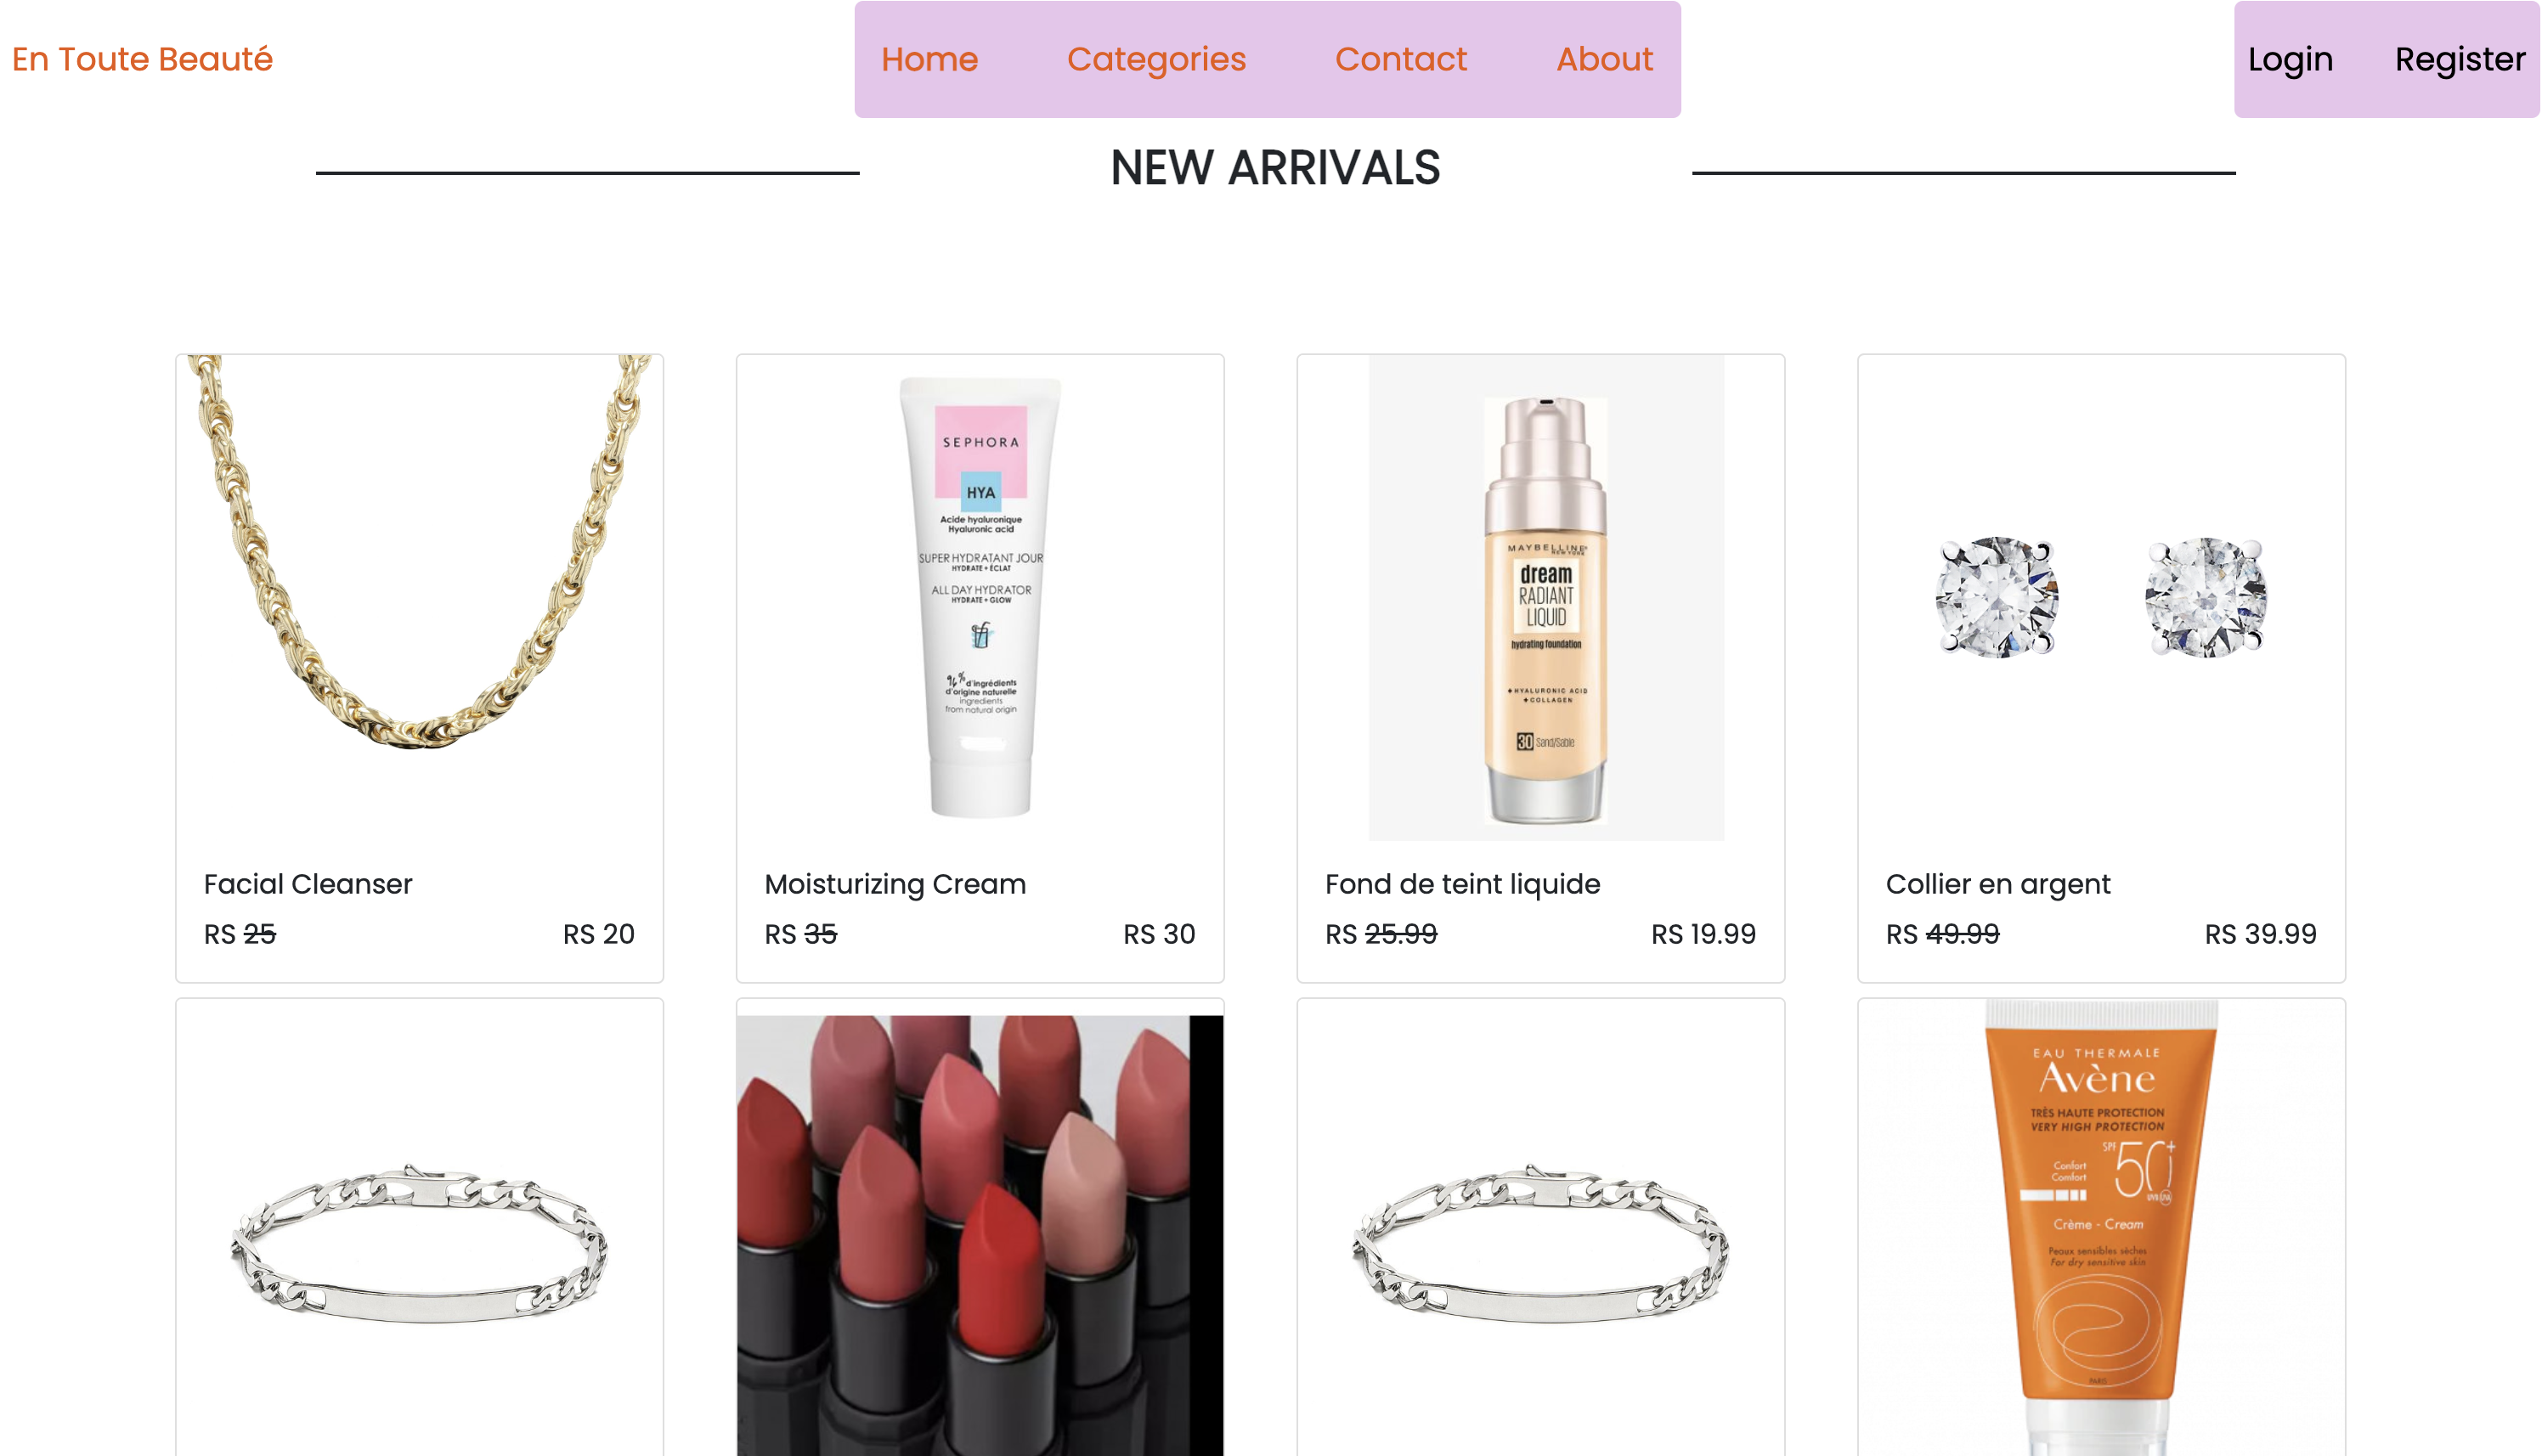 En Toute Beauté
Home Categories Contact About
Login Register
NEW ARRIVALS
SEPHORA
HYA
Acide hyaluronique
Hyaluronic acid
SUPER HYDRATANT JOUR
HYDRATE + ÉCLAT
ALL DAY HYDRATOR
HYDRATE + GLOW
96% d'ingrédients
d'origine naturelle
ingredients
from natural origin
MAYBELLINE
NEW YORK
dream
RADIANT
LIQUID
hydrating foundation
+HYALURONIC ACID
+COLLAGEN
30 Sand/Sable
Facial Cleanser
RS 25 RS 20
Moisturizing Cream
RS 35 RS 30
Fond de teint liquide
RS 25.99 RS 19.99
Collier en argent
RS 49.99 RS 39.99
EAU THERMALE
Avène
TRÈS HAUTE PROTECTION
VERY HIGH PROTECTION
SPF 50+
Confort
Comfort
Crème - Cream
Peaux sensibles sèches
For dry sensitive skin
PARIS